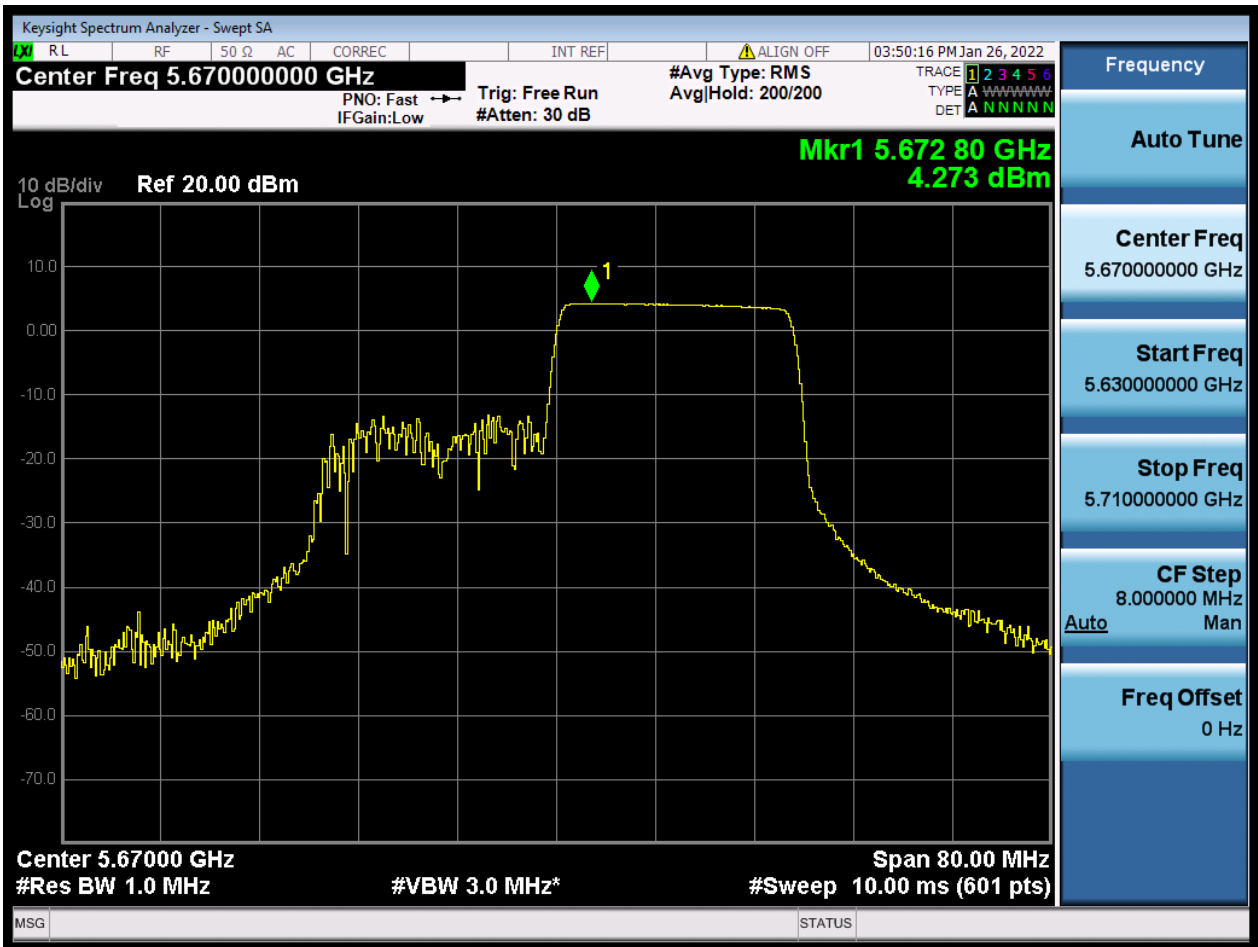 Keysight Spectrum Analyzer - Swept SA
LXI RL RF 50 Ω AC CORREC INT REF ALIGN OFF 03:50:16 PM Jan 26, 2022
Center Freq 5.670000000 GHz
PNO: Fast
IFGain:Low
Trig: Free Run
#Atten: 30 dB
#Avg Type: RMS
Avg|Hold: 200/200
TRACE 1 2 3 4 5 6
TYPE A WWWWW
DET A N N N N N
Mkr1 5.672 80 GHz
4.273 dBm
10 dB/div Ref 20.00 dBm
Log
1
10.0
0.00
-10.0
-20.0
-30.0
-40.0
-50.0
-60.0
-70.0
Center 5.67000 GHz Span 80.00 MHz
#Res BW 1.0 MHz #VBW 3.0 MHz* #Sweep 10.00 ms (601 pts)
MSG STATUS
Frequency
Auto Tune
Center Freq
5.670000000 GHz
Start Freq
5.630000000 GHz
Stop Freq
5.710000000 GHz
CF Step
8.000000 MHz
Auto Man
Freq Offset
0 Hz